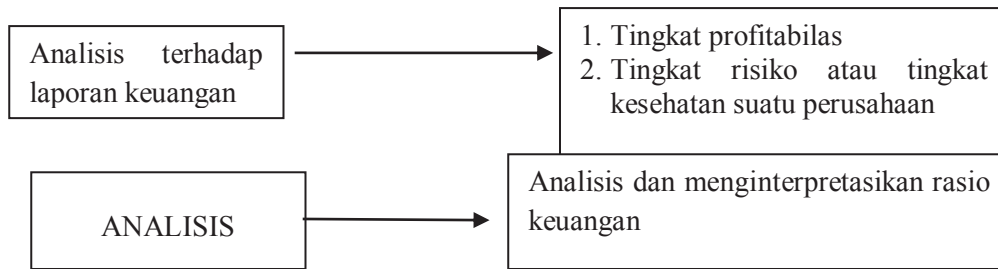 Analisis terhadap
laporan keuangan
1. Tingkat profitabilas
2. Tingkat risiko atau tingkat
kesehatan suatu perusahaan
ANALISIS
Analisis dan menginterpretasikan rasio
keuangan